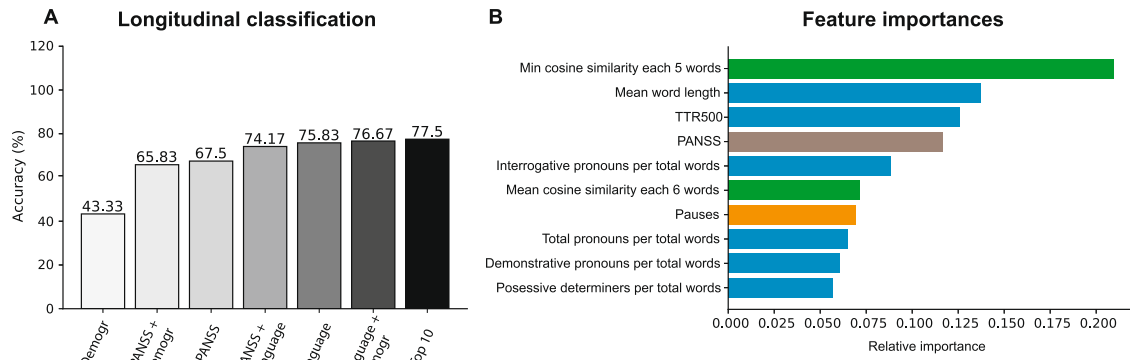 A
Longitudinal classification
120
100
80
60
40
20
0
Accuracy (%)
43.33
65.83
67.5
74.17
75.83
76.67
77.5
Demogr
PANSS +
PANSS
PANSS +
B
Feature importances
Min cosine similarity each 5 words
Mean word length
TTR500
PANSS
Interrogative pronouns per total words
Mean cosine similarity each 6 words
Pauses
Total pronouns per total words
Demonstrative pronouns per total words
Posessive determiners per total words
0.000 0.025 0.050 0.075 0.100 0.125 0.150 0.175 0.200
Relative importance